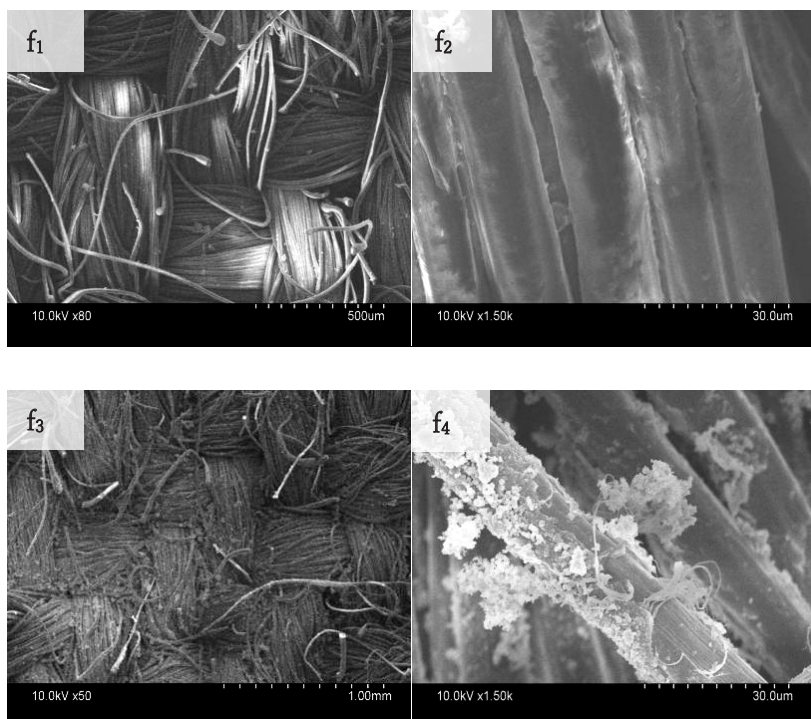 f₁
f₂
10.0kV x80 500um
10.0kV x1.50k 30.0um
f₃
f₄
10.0kV x50 1.00mm
10.0kV x1.50k 30.0um